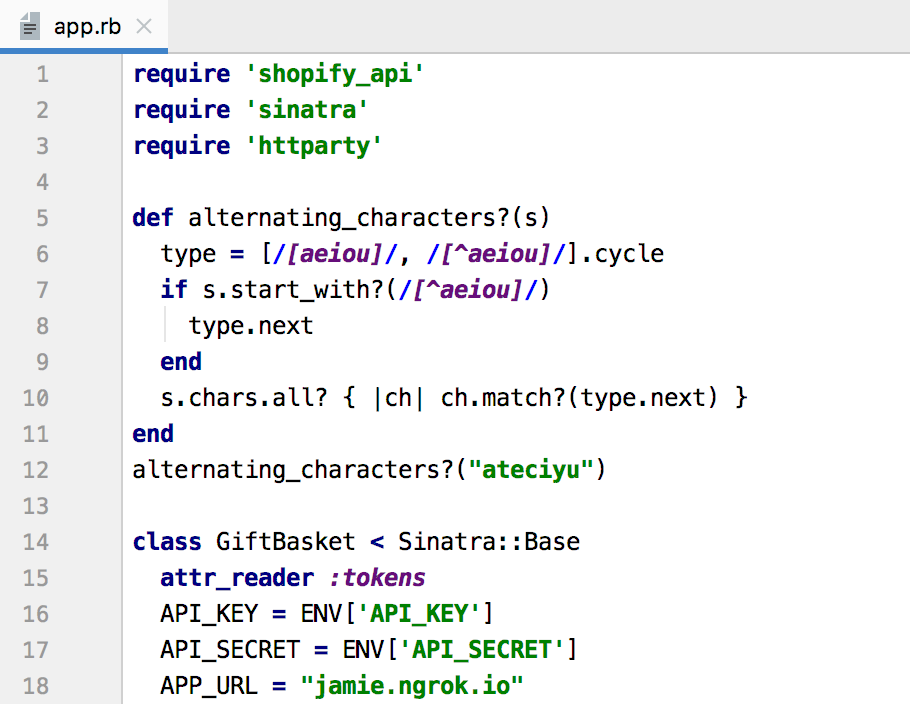 app.rb
1 require 'shopify_api'
2 require 'sinatra'
3 require 'httparty'
4
5 def alternating_characters?(s)
6   type = [/[aeiou]/, /[^aeiou]/].cycle
7   if s.start_with?(/[^aeiou]/)
8     type.next
9   end
10   s.chars.all? { |ch| ch.match?(type.next) }
11 end
12 alternating_characters?("ateciyu")
13
14 class GiftBasket < Sinatra::Base
15   attr_reader :tokens
16   API_KEY = ENV['API_KEY']
17   API_SECRET = ENV['API_SECRET']
18   APP_URL = "jamie.ngrok.io"